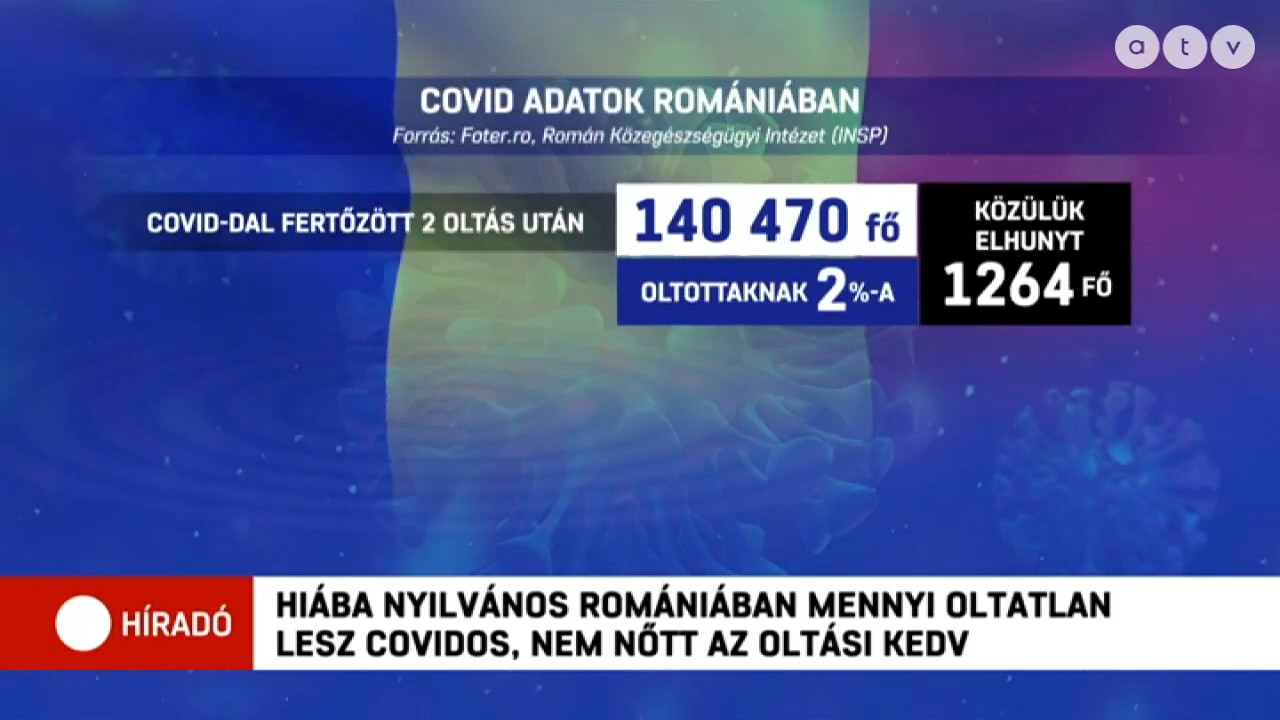 atv
COVID ADATOK ROMÁNIÁBAN
Forrás: Foter.ro, Román Közegészségügyi Intézet (INSP)
COVID-DAL FERTŐZÖTT 2 OLTÁS UTÁN
140 470 fő
OLTOTTAKNAK 2%-A
KÖZÜLÜK
ELHUNYT
1264 FŐ
HÍRADÓ
HIÁBA NYILVÁNOS ROMÁNIÁBAN MENNYI OLTATLAN
LESZ COVIDOS, NEM NŐTT AZ OLTÁSI KEDV